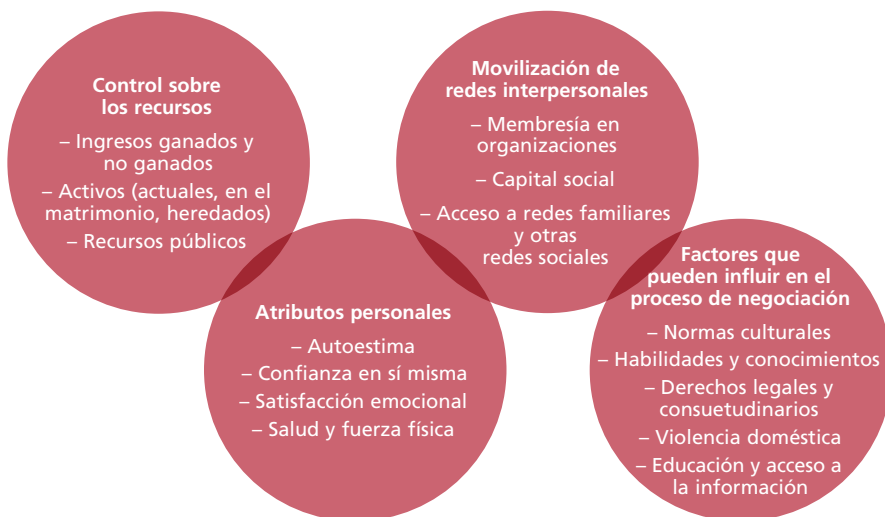 Control sobre
los recursos
– Ingresos ganados y
no ganados
– Activos (actuales, en el
matrimonio, heredados)
– Recursos públicos
Atributos personales
– Autoestima
– Confianza en sí misma
– Satisfacción emocional
– Salud y fuerza física
Movilización de
redes interpersonales
– Membresía en
organizaciones
– Capital social
– Acceso a redes familiares
y otras
redes sociales
Factores que
pueden influir en el
proceso de negociación
– Normas culturales
– Habilidades y conocimientos
– Derechos legales y
consuetudinarios
– Violencia doméstica
– Educación y acceso a
la información